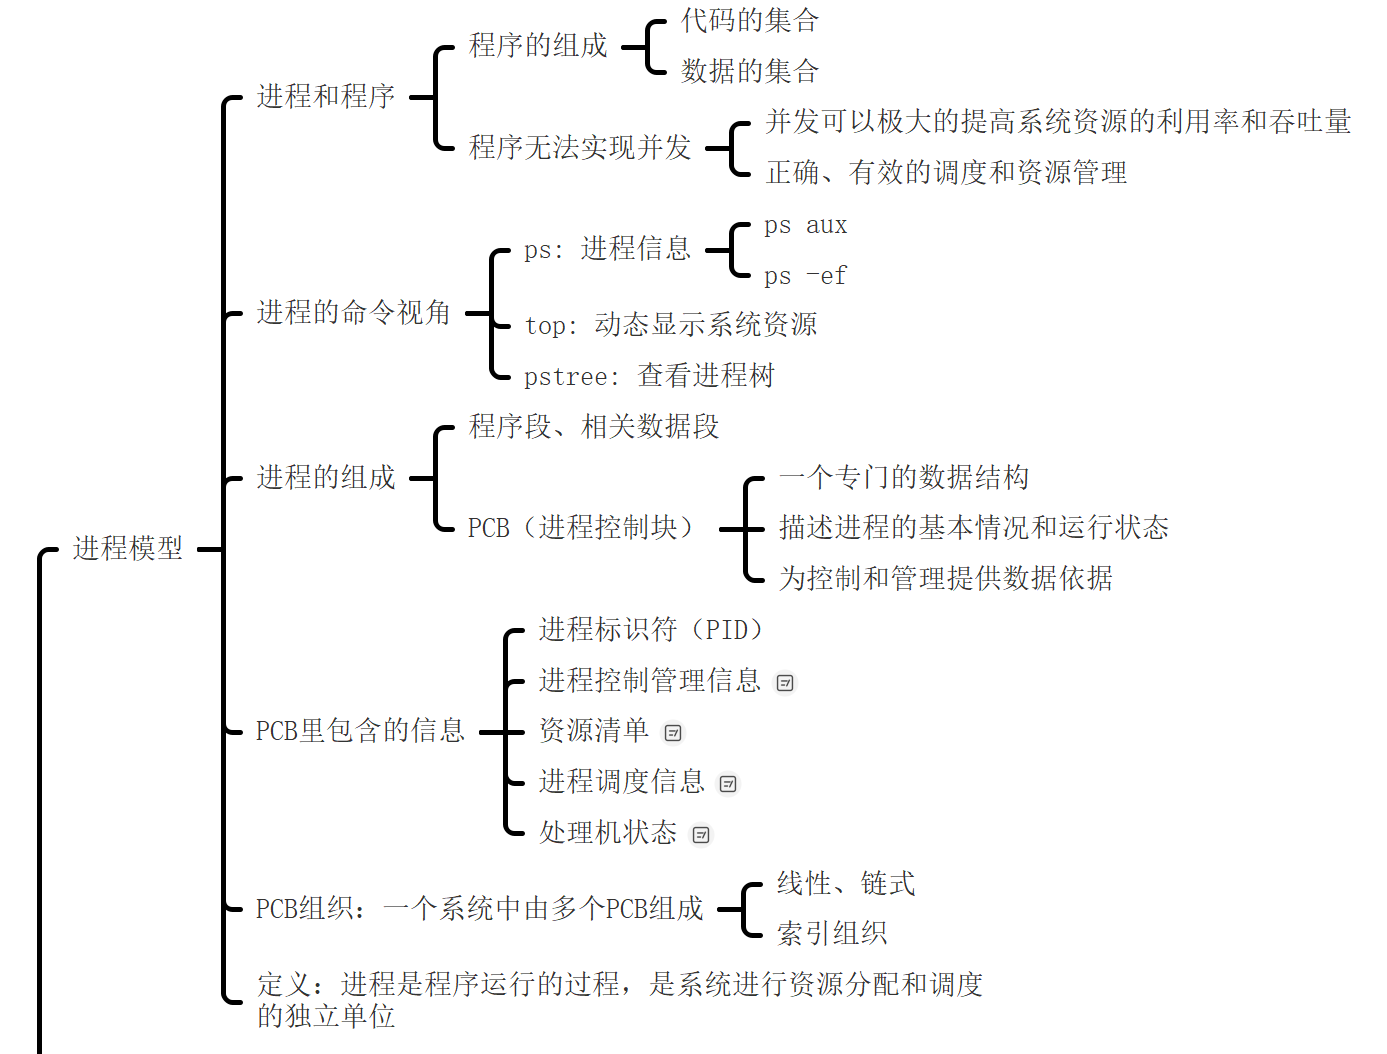 代码的集合
程序的组成
数据的集合
进程和程序
并发可以极大的提高系统资源的利用率和吞吐量
程序无法实现并发
正确、有效的调度和资源管理
ps aux
ps: 进程信息
ps -ef
进程的命令视角
top: 动态显示系统资源
pstree: 查看进程树
程序段、相关数据段
进程的组成
一个专门的数据结构
PCB（进程控制块）
描述进程的基本情况和运行状态
为控制和管理提供数据依据
进程模型
进程标识符（PID）
进程控制管理信息
PCB里包含的信息
资源清单
进程调度信息
处理机状态
线性、链式
PCB组织：一个系统中由多个PCB组成
索引组织
定义：进程是程序运行的过程，是系统进行资源分配和调度
的独立单位